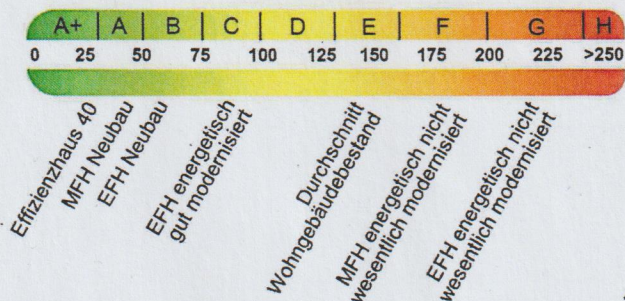 A+ A B C D E F G H
0 25 50 75 100 125 150 175 200 225 >250
Effizienzhaus 40
MFH Neubau
EFH Neubau
EFH energetisch
gut modernisiert
Durchschnitt
Wohngebäudebestand
MFH energetisch nicht
wesentlich modernisiert
EFH energetisch nicht
wesentlich modernisiert